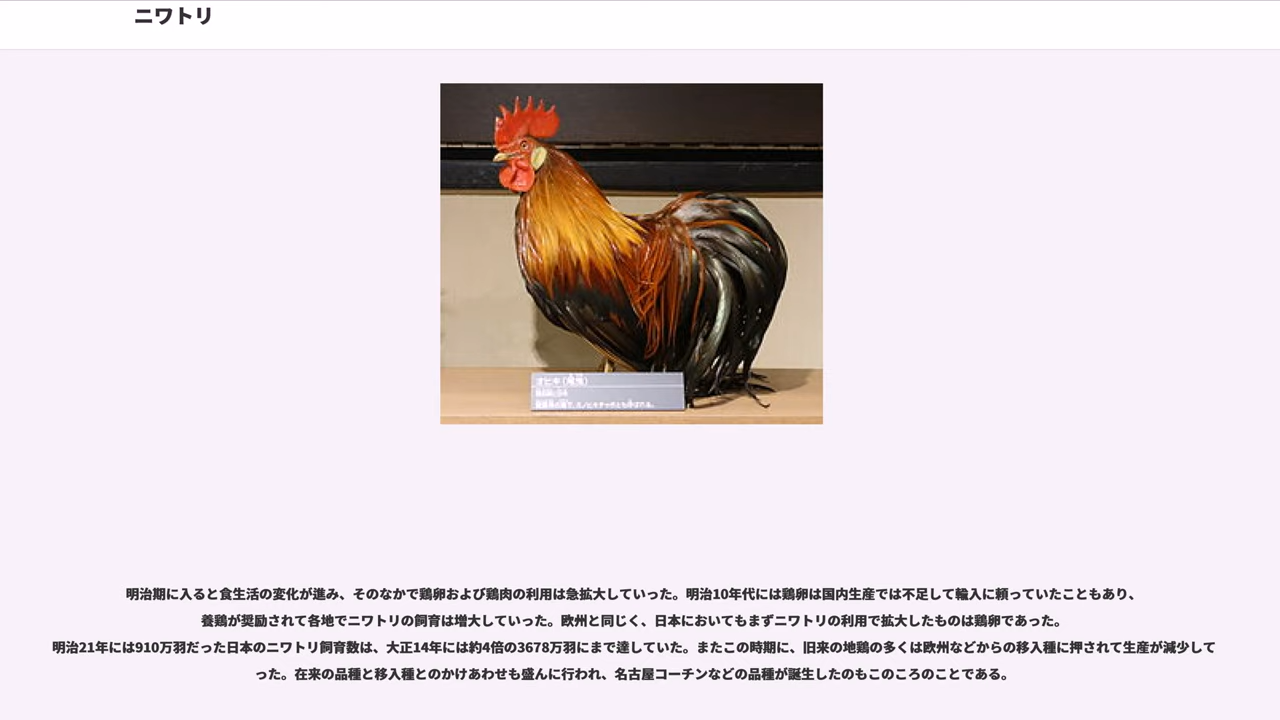 ニワトリ
オヒキ(尾曳)
明治期に入ると食生活の変化が進み、そのなかで鶏卵および鶏肉の利用は急拡大していった。明治10年代には鶏卵は国内生産では不足して輸入に頼っていたこともあり、
養鶏が奨励されて各地でニワトリの飼育は増大していった。欧州と同じく、日本においてもまずニワトリの利用で拡大したものは鶏卵であった。
明治21年には910万羽だった日本のニワトリ飼育数は、大正14年には約4倍の3678万羽にまで達していた。またこの時期に、旧来の地鶏の多くは欧州などからの移入種に押されて生産が減少して
った。在来の品種と移入種とのかけあわせも盛んに行われ、名古屋コーチンなどの品種が誕生したのもこのころのことである。